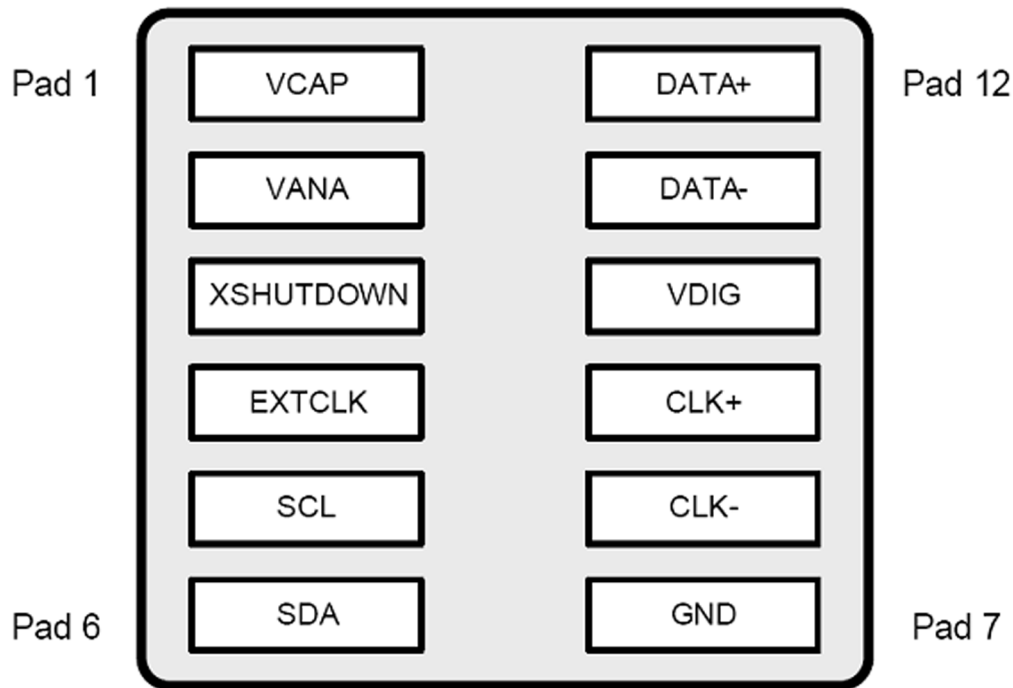 Pad 1
VCAP
DATA+
Pad 12
VANA
DATA-
XSHUTDOWN
VDIG
EXTCLK
CLK+
SCL
CLK-
Pad 6
SDA
GND
Pad 7